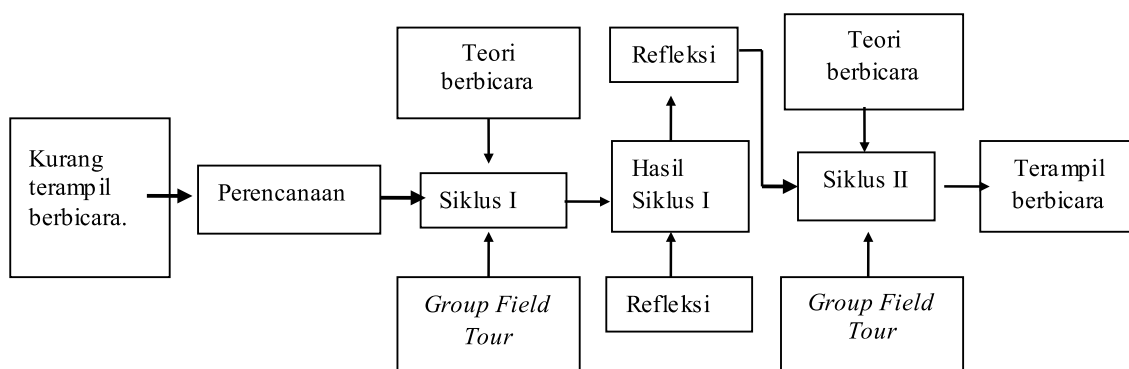 Kurang
terampil
berbicara.
Perencanaan
Teori
berbicara
Siklus I
Group Field
Tour
Refleksi
Hasil
Siklus I
Refleksi
Teori
berbicara
Siklus II
Group Field
Tour
Terampil
berbicara